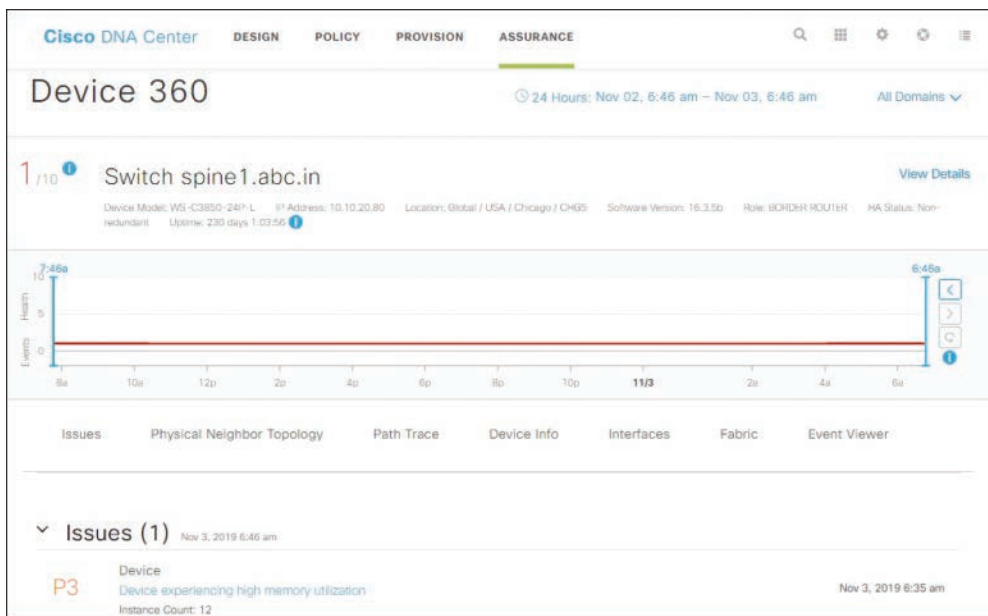 Cisco DNA Center DESIGN POLICY PROVISION ASSURANCE
Device 360
24 Hours: Nov 02, 6:46 am – Nov 03, 6:46 am All Domains
1/10 Switch spine1.abc.in View Details
Device Model: WS-C3850-24P-L IP Address: 10.10.20.80 Location: Global / USA / Chicago / CHG5 Software Version: 16.3.5b Role: BORDER ROUTER HA Status: Non-
redundant Uptime: 230 days 1:03:56
7:46a 6:46a
10
Health
5
Events
0
8a 10a 12p 2p 4p 6p 8p 10p 11/3 2a 4a 6a
Issues Physical Neighbor Topology Path Trace Device Info Interfaces Fabric Event Viewer
Issues (1) Nov 3, 2019 6:46 am
P3 Device
Device experiencing high memory utilization Nov 3, 2019 6:35 am
Instance Count: 12